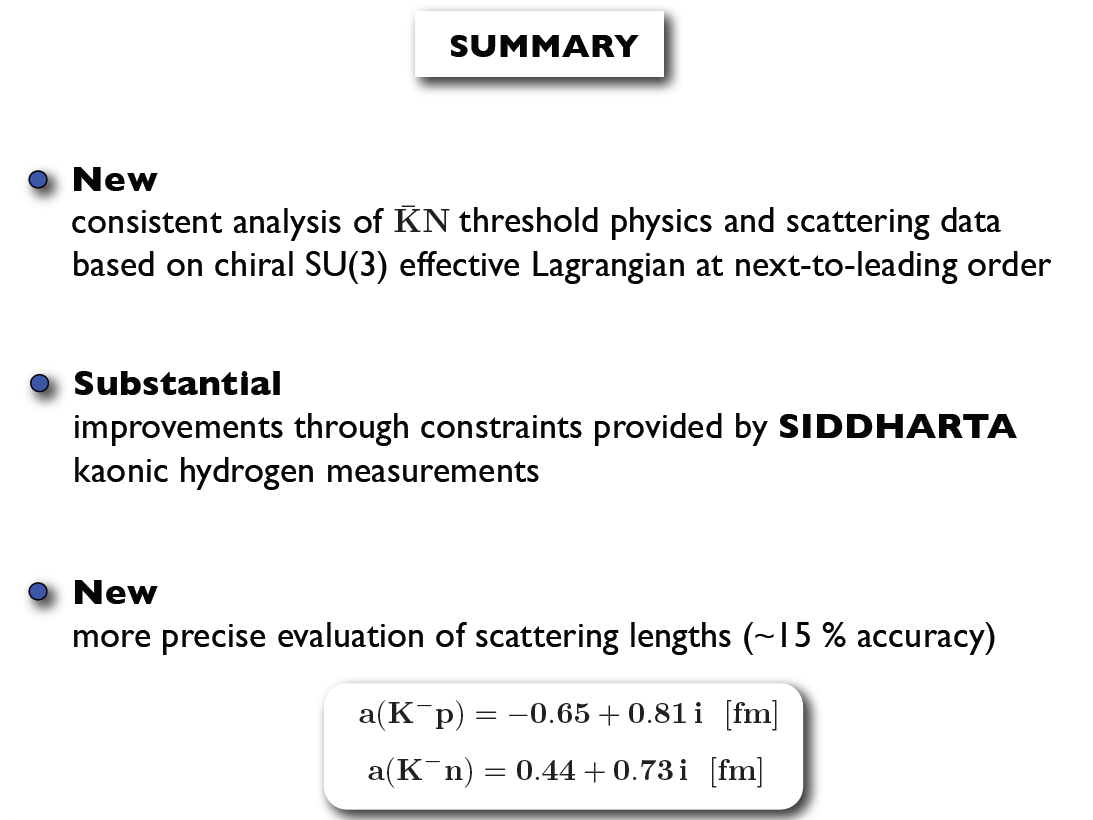 SUMMARY
New
consistent analysis of K̄N threshold physics and scattering data
based on chiral SU(3) effective Lagrangian at next-to-leading order
Substantial
improvements through constraints provided by SIDDHARTA
kaonic hydrogen measurements
New
more precise evaluation of scattering lengths (~15 % accuracy)
a(K⁻p) = −0.65 + 0.81 i [fm]
a(K⁻n) = 0.44 + 0.73 i [fm]